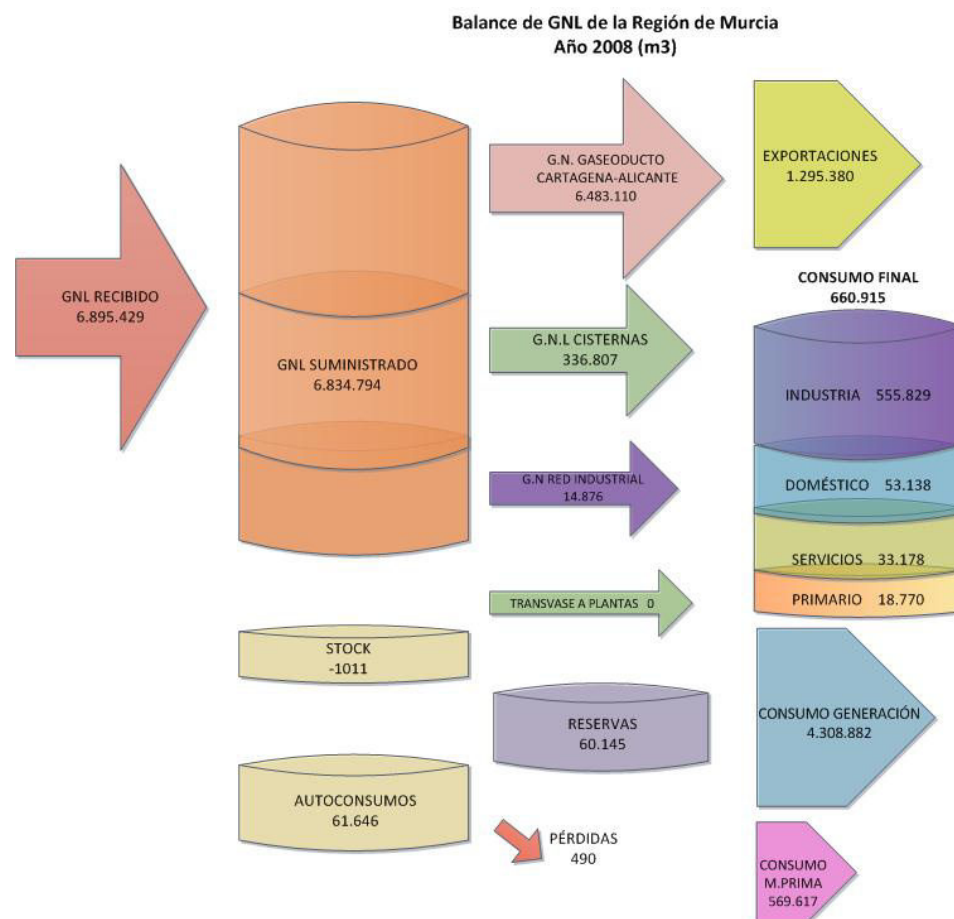 Balance de GNL de la Región de Murcia
Año 2008 (m3)
GNL RECIBIDO
6.895.429
GNL SUMINISTRADO
6.834.794
STOCK
-1011
AUTOCONSUMOS
61.646
G.N. GASEODUCTO
CARTAGENA-ALICANTE
6.483.110
G.N.L CISTERNAS
336.807
G.N RED INDUSTRIAL
14.876
TRANSVASE A PLANTAS 0
RESERVAS
60.145
PÉRDIDAS
490
EXPORTACIONES
1.295.380
CONSUMO FINAL
660.915
INDUSTRIA 555.829
DOMÉSTICO 53.138
SERVICIOS 33.178
PRIMARIO 18.770
CONSUMO GENERACIÓN
4.308.882
CONSUMO
M.PRIMA
569.617